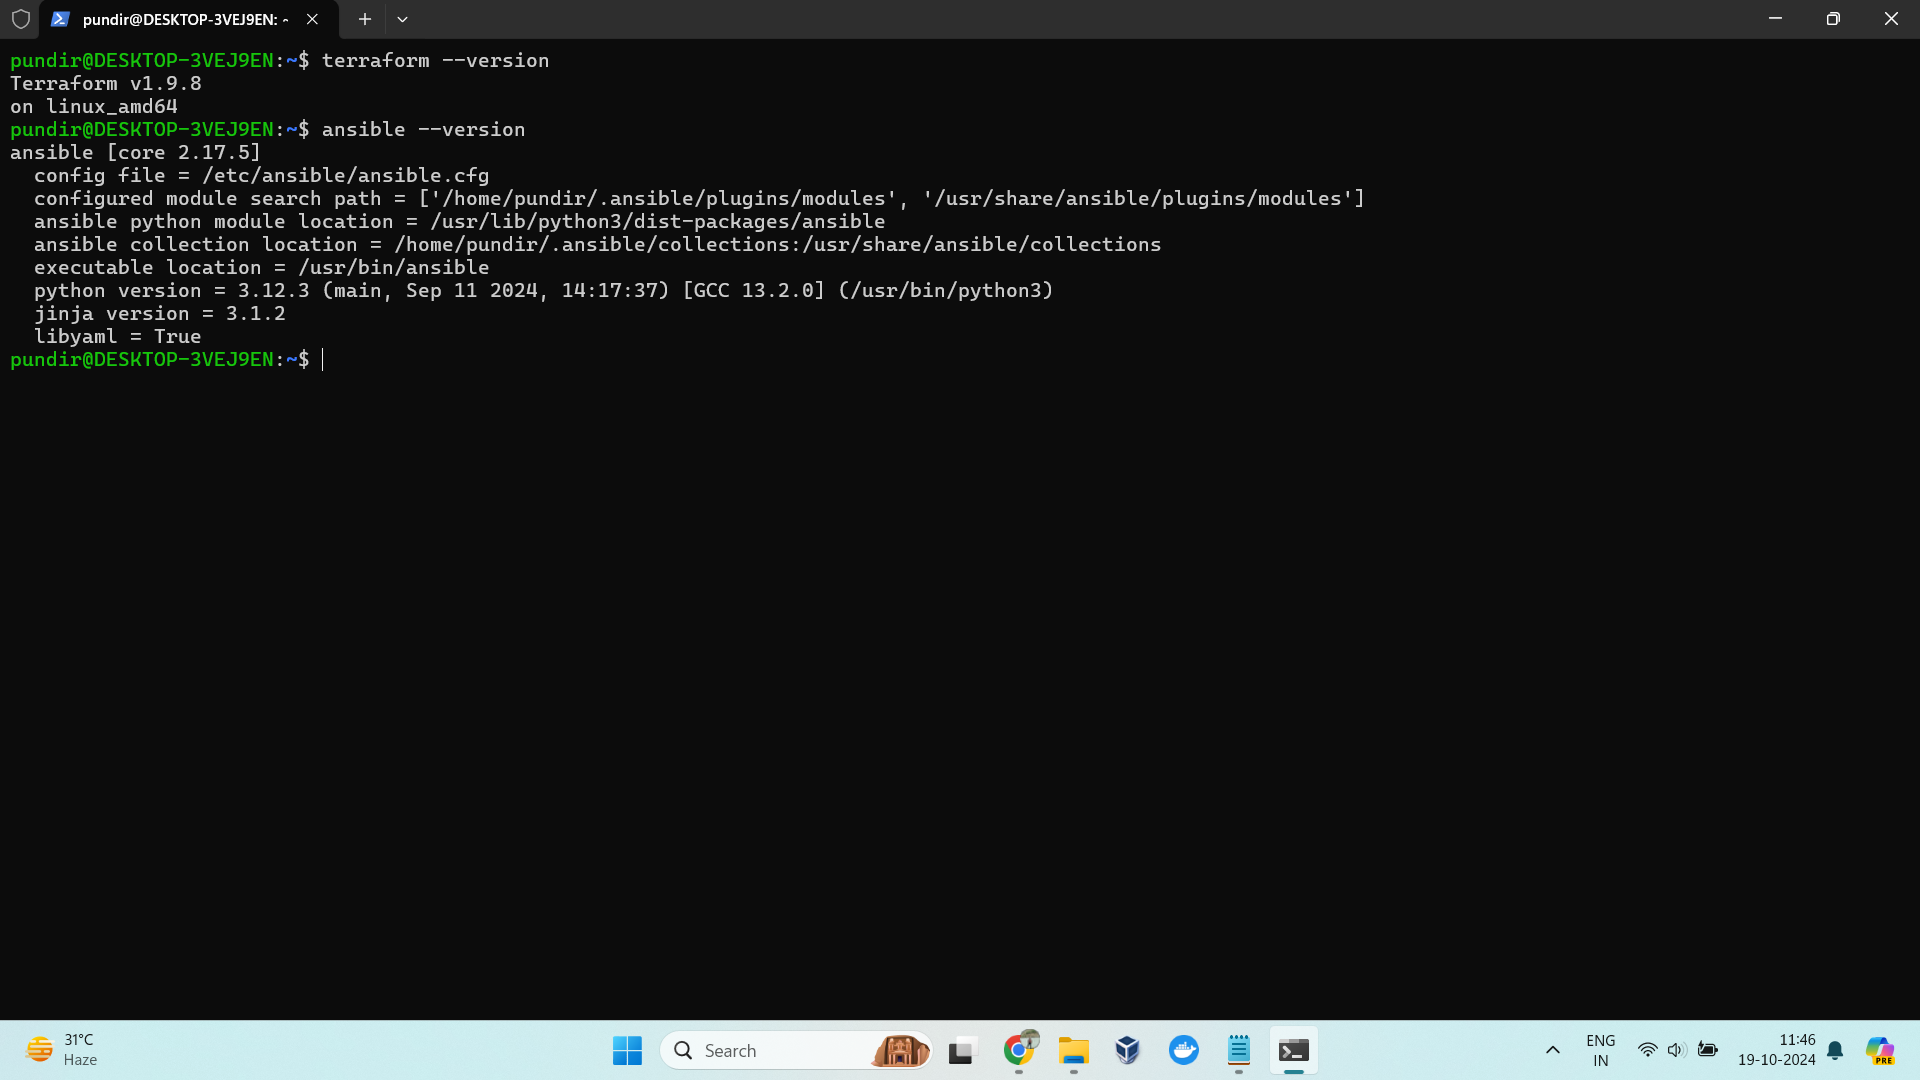 pundir@DESKTOP-3VEJ9EN: ~
pundir@DESKTOP-3VEJ9EN:~$ terraform --version
Terraform v1.9.8
on linux_amd64
pundir@DESKTOP-3VEJ9EN:~$ ansible --version
ansible [core 2.17.5]
  config file = /etc/ansible/ansible.cfg
  configured module search path = ['/home/pundir/.ansible/plugins/modules', '/usr/share/ansible/plugins/modules']
  ansible python module location = /usr/lib/python3/dist-packages/ansible
  ansible collection location = /home/pundir/.ansible/collections:/usr/share/ansible/collections
  executable location = /usr/bin/ansible
  python version = 3.12.3 (main, Sep 11 2024, 14:17:37) [GCC 13.2.0] (/usr/bin/python3)
  jinja version = 3.1.2
  libyaml = True
pundir@DESKTOP-3VEJ9EN:~$
31°C
Haze
Search
ENG
IN
11:46
19-10-2024
PRE